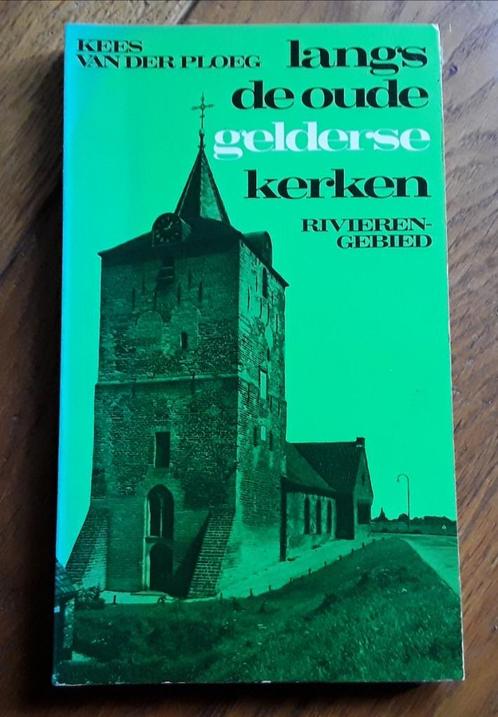 KEES
VAN DER PLOEG
langs
de oude
gelderse
kerken
RIVIEREN-
GEBIED